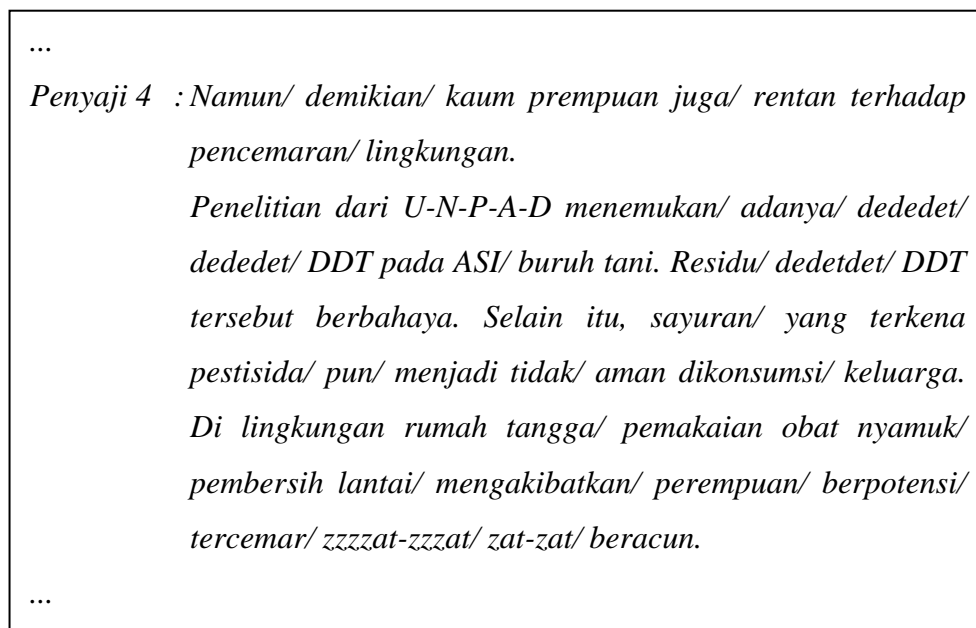 ...
Penyaji 4 : Namun/ demikian/ kaum prempuan juga/ rentan terhadap
pencemaran/ lingkungan.
Penelitian dari U-N-P-A-D menemukan/ adanya/ dededet/
dededet/ DDT pada ASI/ buruh tani. Residu/ dedetdet/ DDT
tersebut berbahaya. Selain itu, sayuran/ yang terkena
pestisida/ pun/ menjadi tidak/ aman dikonsumsi/ keluarga.
Di lingkungan rumah tangga/ pemakaian obat nyamuk/
pembersih lantai/ mengakibatkan/ perempuan/ berpotensi/
tercemar/ zzzzat-zzzat/ zat-zat/ beracun.
...